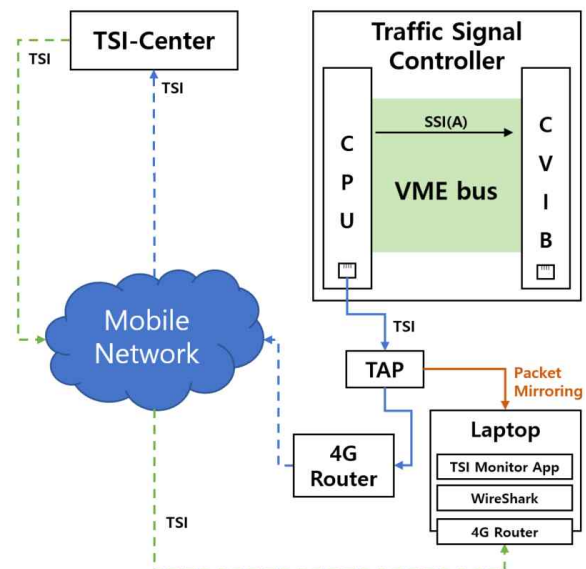 TSI-Center
TSI
TSI
Traffic Signal
Controller
C
P
U
SSI(A)
VME bus
C
V
I
B
TSI
Mobile
Network
TAP
Packet
Mirroring
4G
Router
Laptop
TSI Monitor App
WireShark
4G Router
TSI